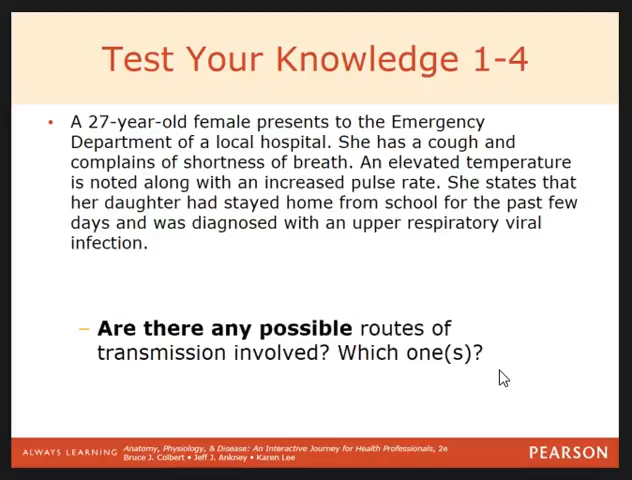 Test Your Knowledge 1-4
• A 27-year-old female presents to the Emergency
Department of a local hospital. She has a cough and
complains of shortness of breath. An elevated temperature
is noted along with an increased pulse rate. She states that
her daughter had stayed home from school for the past few
days and was diagnosed with an upper respiratory viral
infection.
– Are there any possible routes of
transmission involved? Which one(s)?
ALWAYS LEARNING
Anatomy, Physiology, & Disease: An Interactive Journey for Health Professionals, 2e
Bruce J. Colbert • Jeff J. Ankney • Karen Lee
PEARSON